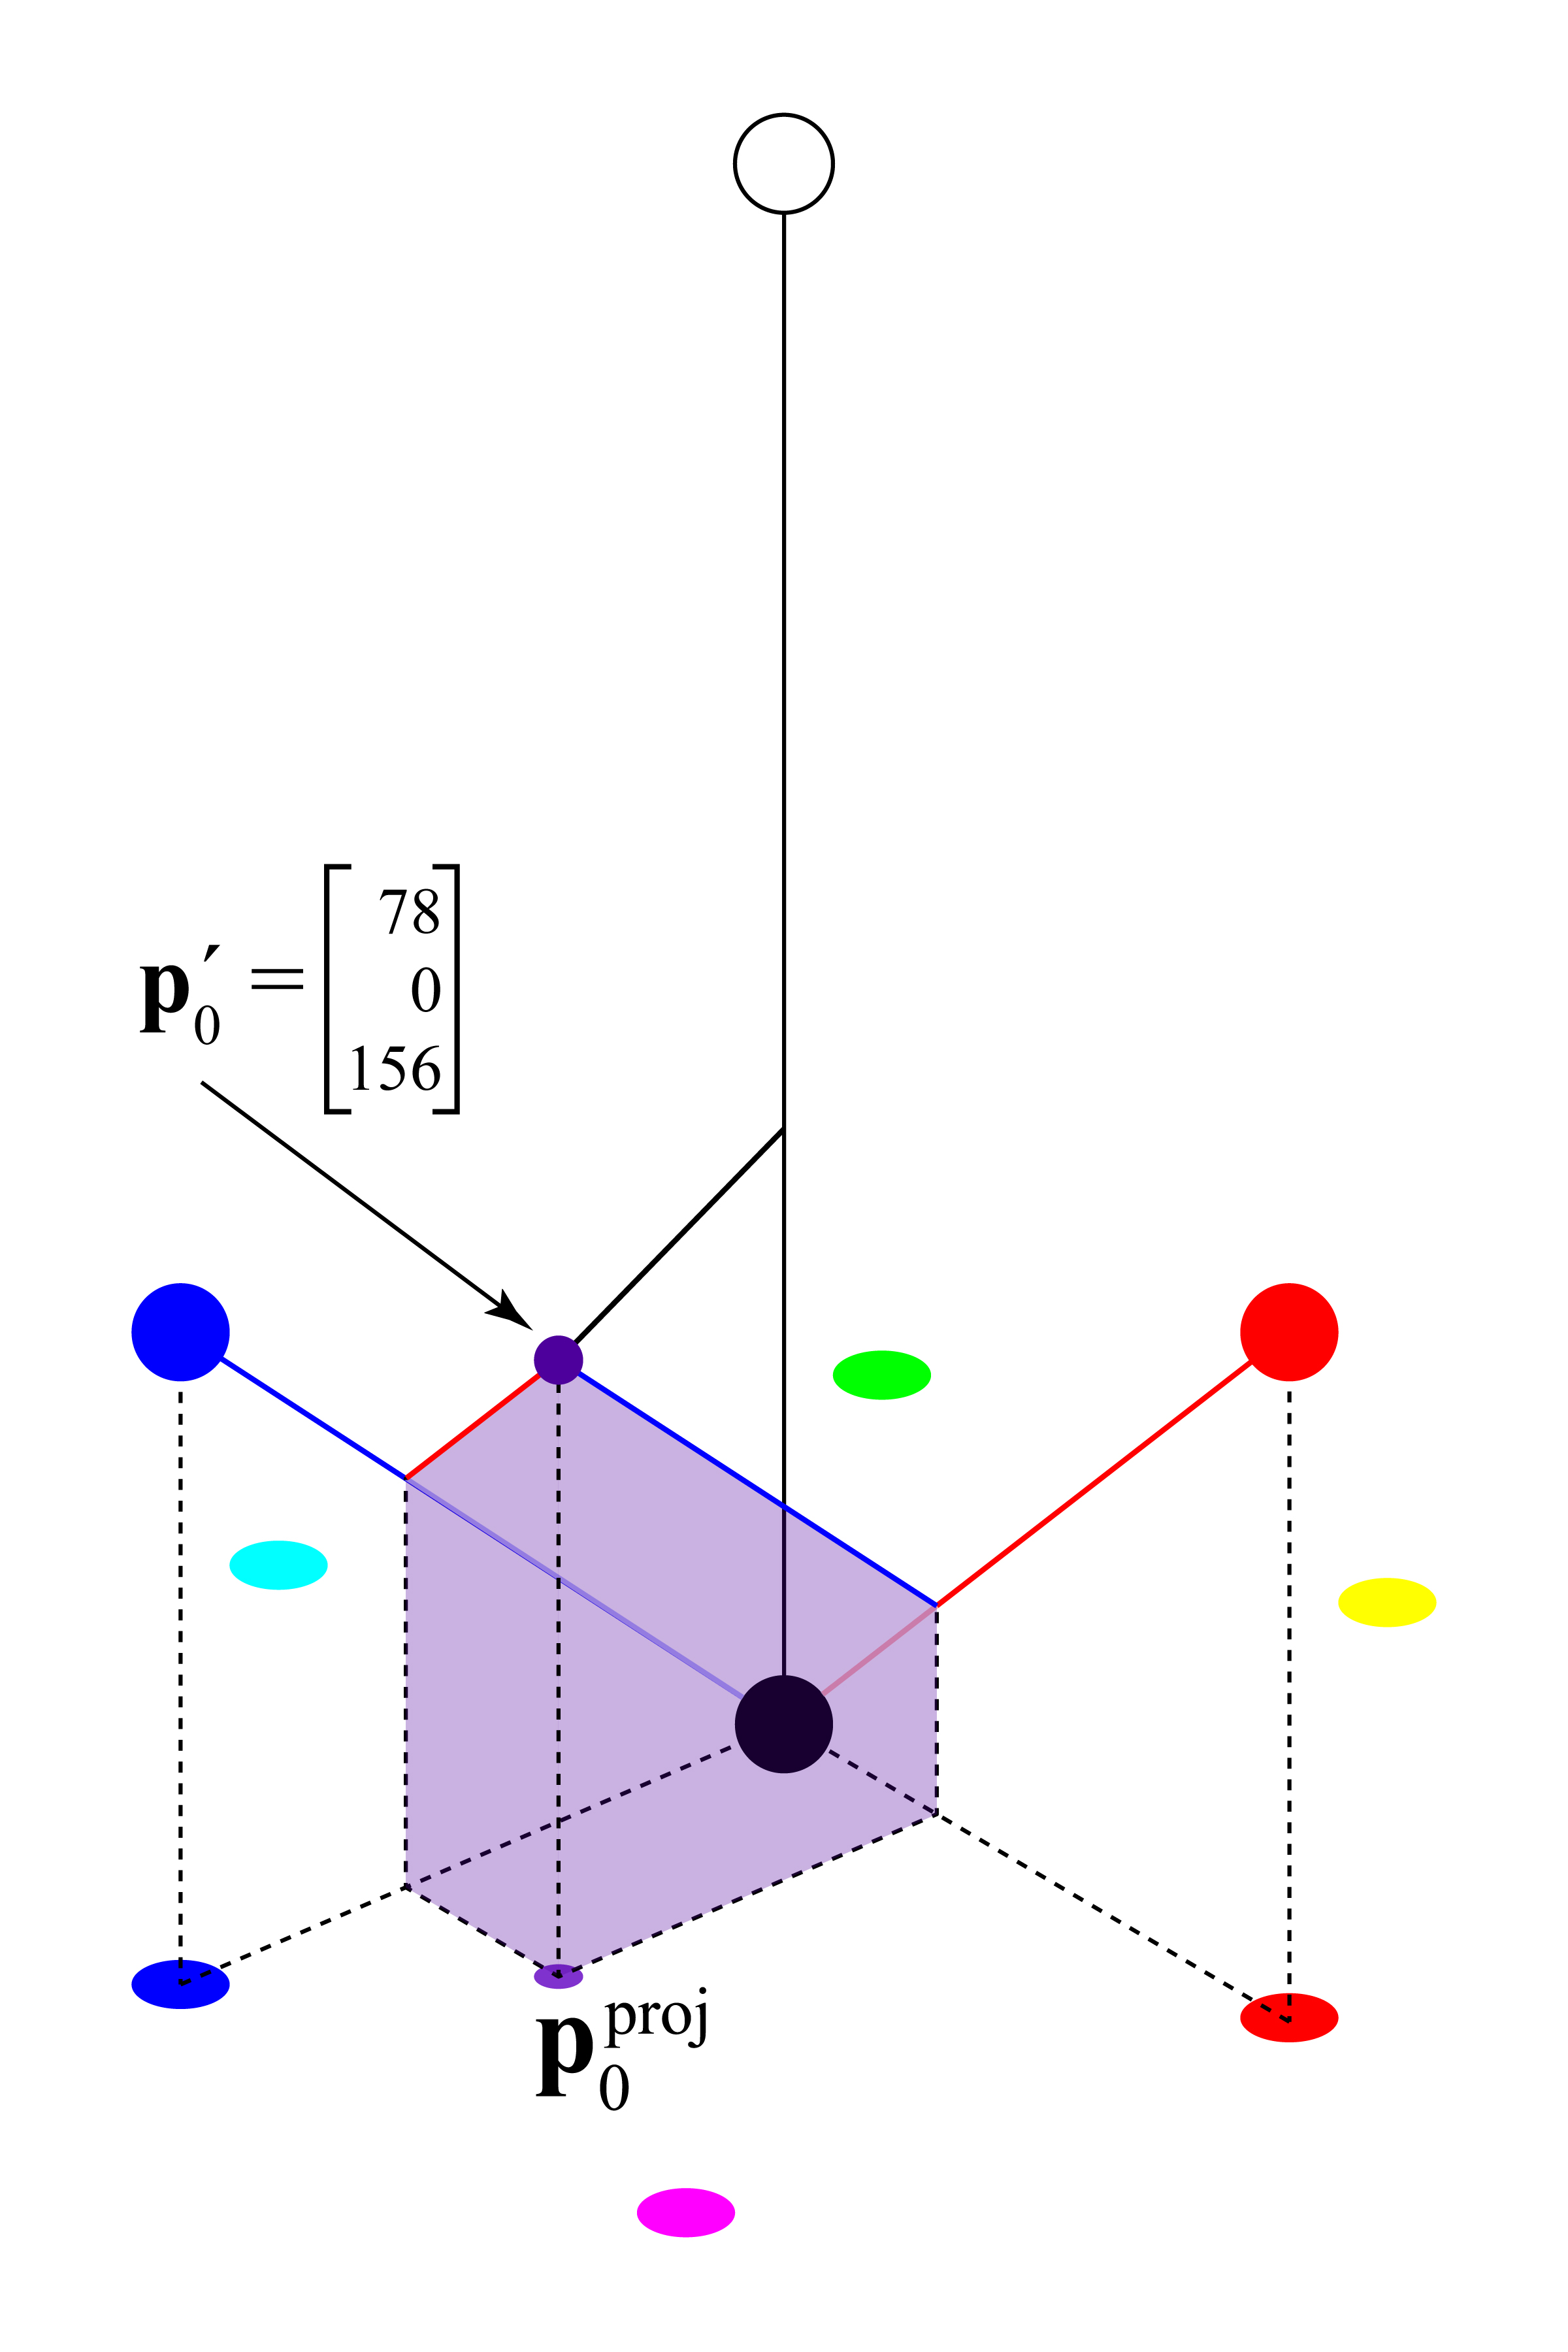 p′₀ = [78
0
156]
p₀ᵖʳᵒʲ